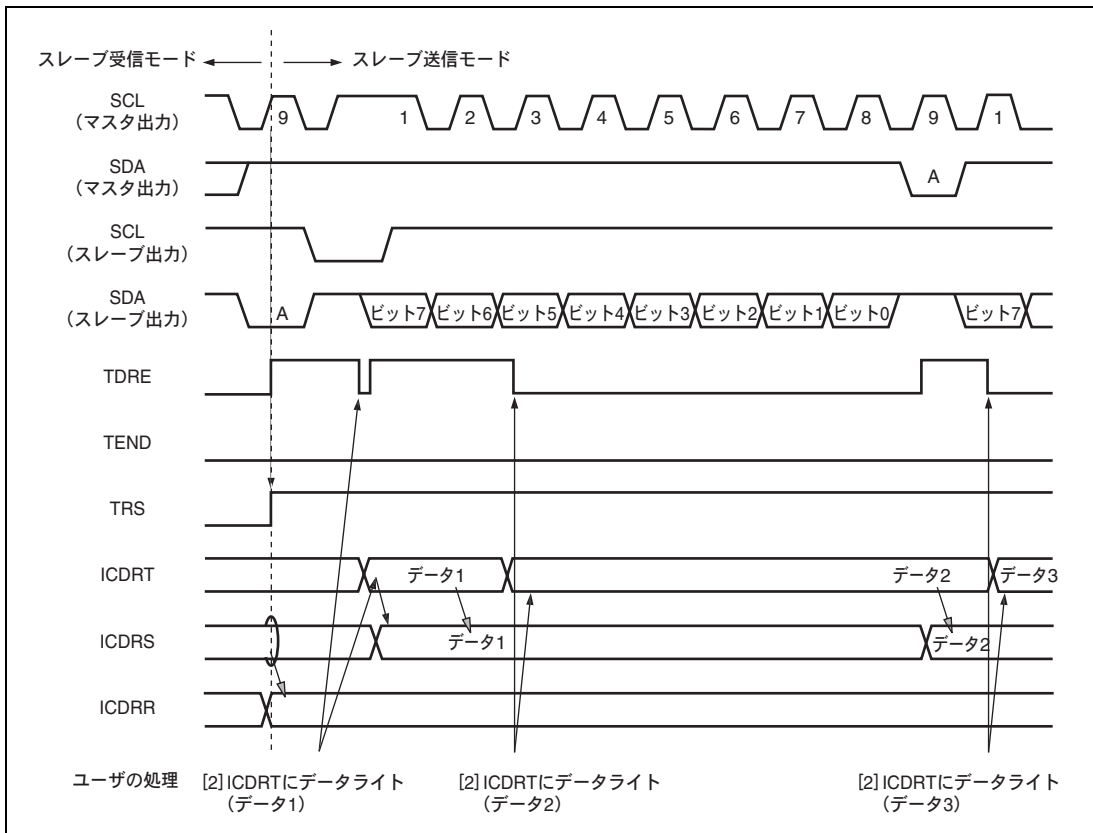 スレーブ受信モード スレーブ送信モード
SCL
（マスタ出力）
9 1 2 3 4 5 6 7 8 9 1
SDA
（マスタ出力）
A
SCL
（スレーブ出力）
SDA
（スレーブ出力）
A ビット7 ビット6 ビット5 ビット4 ビット3 ビット2 ビット1 ビット0 ビット7
TDRE
TEND
TRS
ICDRT
データ1 データ2 データ3
ICDRS
データ1 データ2
ICDRR
ユーザの処理
[2] ICDRTにデータライト
（データ1）
[2] ICDRTにデータライト
（データ2）
[2] ICDRTにデータライト
（データ3）